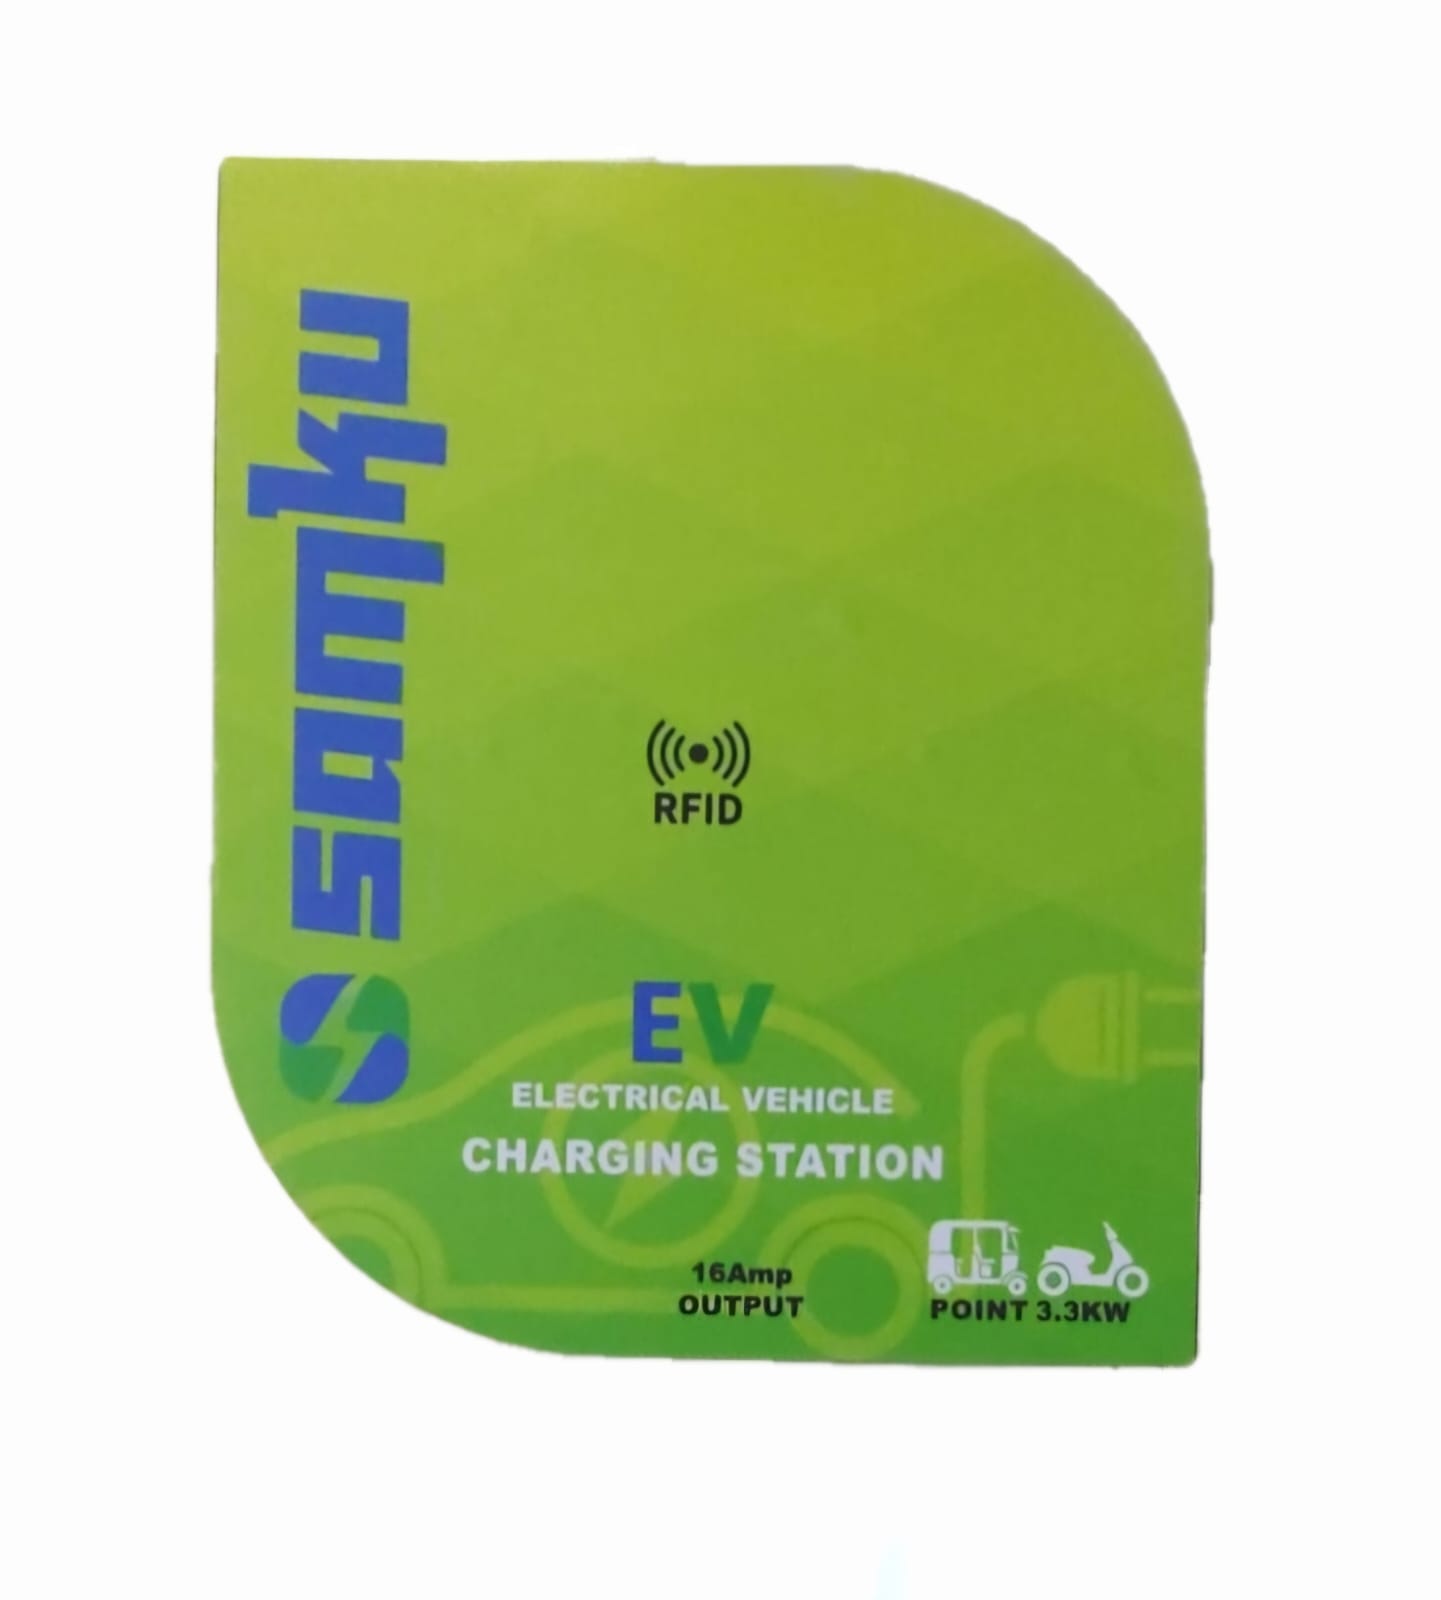 samku
RFID
EV
ELECTRICAL VEHICLE
CHARGING STATION
16Amp
OUTPUT
POINT 3.3KW